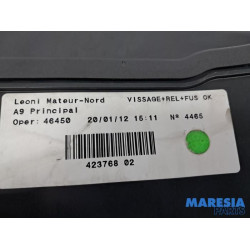 Leoni Mateur-Nord VISSAGE+REL+FUS OK
A9 Principal
Oper: 46450 20/01/12 15:11 Nº 4465
423768 02
MARESIA